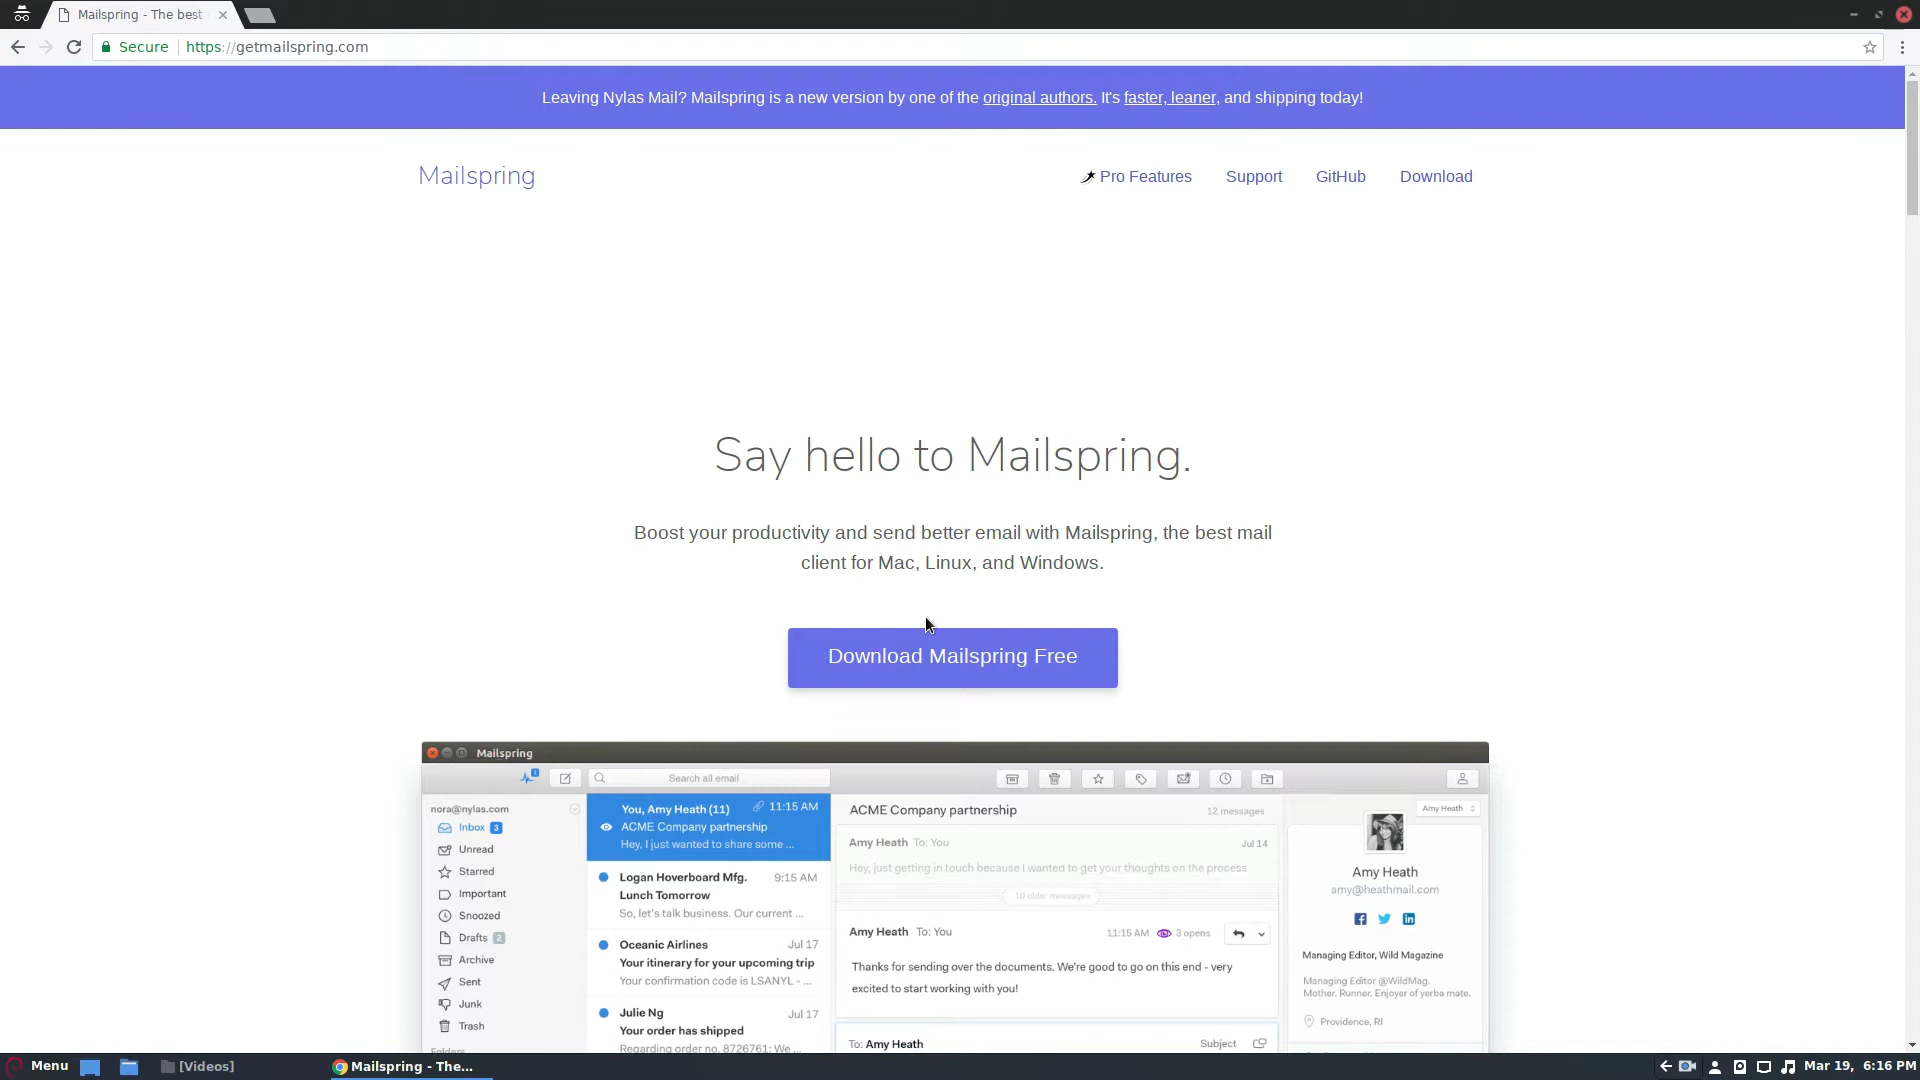 Mailspring - The best
Secure
https://getmailspring.com
Leaving Nylas Mail? Mailspring is a new version by one of the original authors. It's faster, leaner, and shipping today!
Mailspring
Pro Features
Support
GitHub
Download
Say hello to Mailspring.
Boost your productivity and send better email with Mailspring, the best mail
client for Mac, Linux, and Windows.
Download Mailspring Free
Mailspring
Search all email
nora@nylas.com
Inbox 3
Unread
Starred
Important
Snoozed
Drafts 2
Archive
Sent
Junk
Trash
Folders
You, Amy Heath (11) 11:15 AM
ACME Company partnership
Hey, I just wanted to share some ...
Logan Hoverboard Mfg. 9:15 AM
Lunch Tomorrow
So, let's talk business. Our current ...
Oceanic Airlines Jul 17
Your itinerary for your upcoming trip
Your confirmation code is LSANYL - ...
Julie Ng Jul 17
Your order has shipped
Regarding order no. 8726761: We ...
ACME Company partnership 12 messages
Amy Heath To: You Jul 14
Hey, just getting in touch because I wanted to get your thoughts on the process
10 older messages
Amy Heath To: You 11:15 AM 3 opens
Thanks for sending over the documents. We're good to go on this end - very
excited to start working with you!
To: Amy Heath Subject
Amy Heath
Amy Heath
amy@heathmail.com
Managing Editor, Wild Magazine
Managing Editor @WildMag.
Mother. Runner. Enjoyer of yerba mate.
Providence, RI
Menu
[Videos]
Mailspring - The...
Mar 19, 6:16 PM